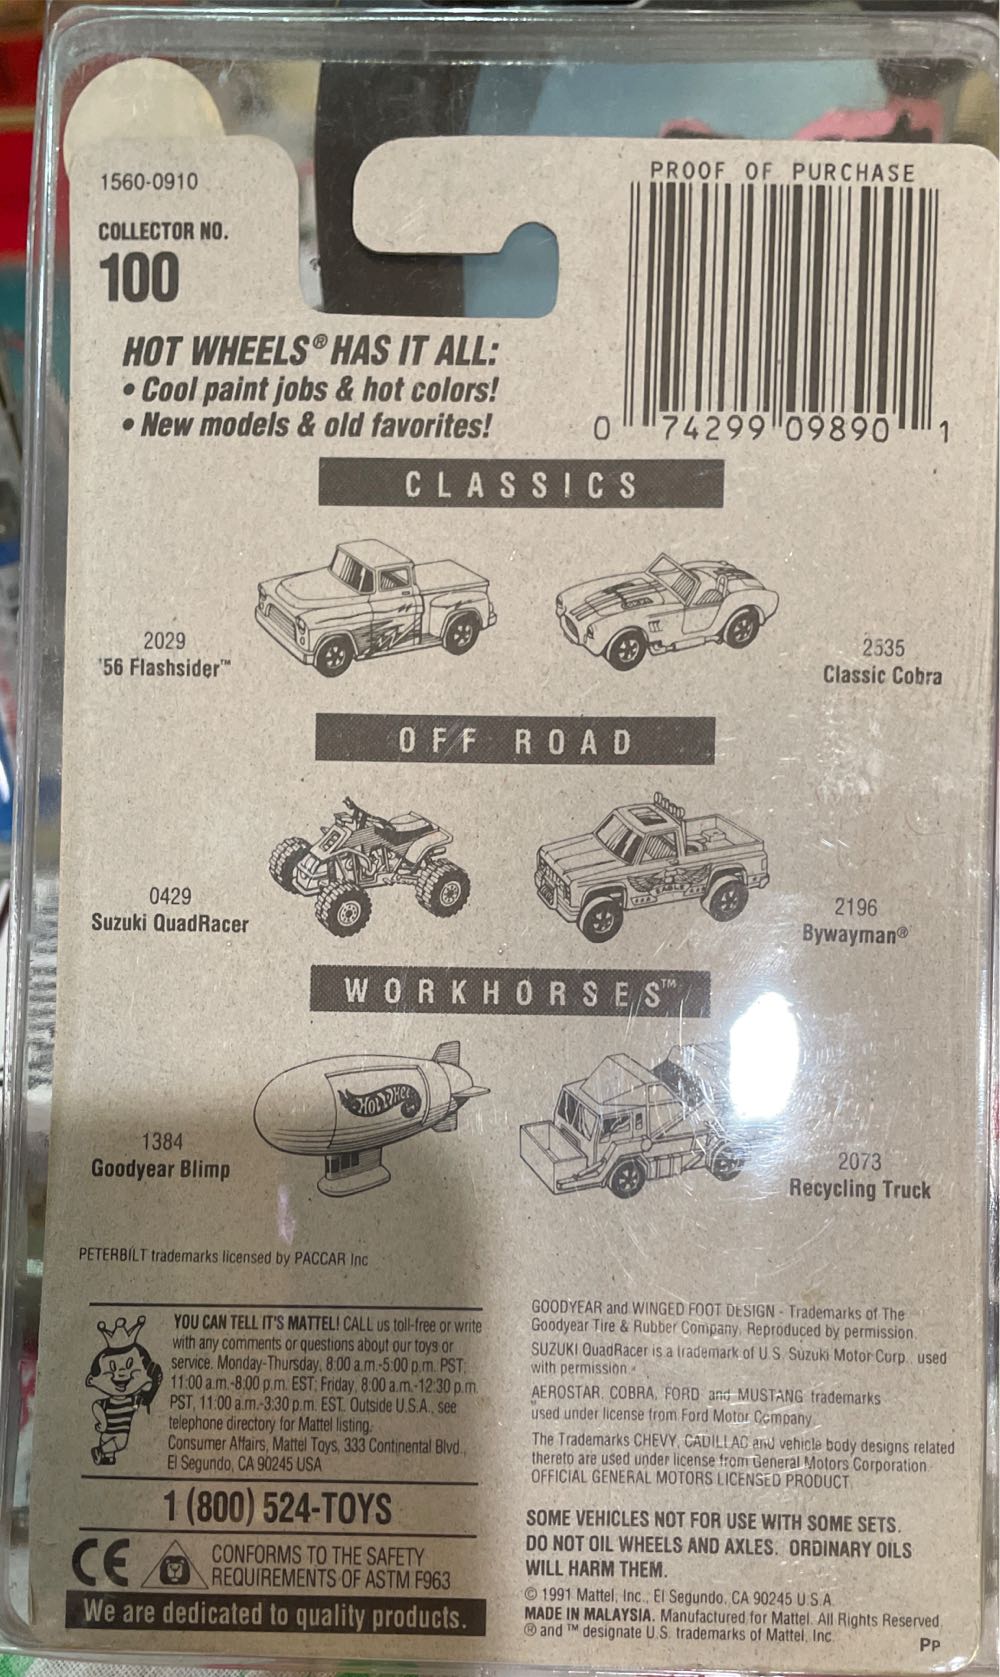 1560-0910
COLLECTOR NO.
100
PROOF OF PURCHASE
0 74299 09890 1
HOT WHEELS® HAS IT ALL:
• Cool paint jobs & hot colors!
• New models & old favorites!
CLASSICS
2029
'56 Flashsider™
2535
Classic Cobra
OFF ROAD
0429
Suzuki QuadRacer
EAGLE
2196
Bywayman®
WORKHORSES™
Hot Wheels
1384
Goodyear Blimp
2073
Recycling Truck
PETERBILT trademarks licensed by PACCAR Inc
YOU CAN TELL IT'S MATTEL! CALL us toll-free or write
with any comments or questions about our toys or
service. Monday-Thursday, 8:00 a.m.-5:00 p.m. PST,
11:00 a.m.-8:00 p.m. EST; Friday, 8:00 a.m.-12:30 p.m.
PST, 11:00 a.m.-3:30 p.m. EST. Outside U.S.A., see
telephone directory for Mattel listing.
Consumer Affairs, Mattel Toys, 333 Continental Blvd.,
El Segundo, CA 90245 USA
1 (800) 524-TOYS
CE
CONFORMS TO THE SAFETY
REQUIREMENTS OF ASTM F963
We are dedicated to quality products.
GOODYEAR and WINGED FOOT DESIGN - Trademarks of The
Goodyear Tire & Rubber Company. Reproduced by permission.
SUZUKI QuadRacer is a trademark of U.S. Suzuki Motor Corp., used
with permission.
AEROSTAR, COBRA, FORD and MUSTANG trademarks
used under license from Ford Motor Company.
The Trademarks CHEVY, CADILLAC and vehicle body designs related
thereto are used under license from General Motors Corporation.
OFFICIAL GENERAL MOTORS LICENSED PRODUCT.
SOME VEHICLES NOT FOR USE WITH SOME SETS.
DO NOT OIL WHEELS AND AXLES. ORDINARY OILS
WILL HARM THEM.
© 1991 Mattel, Inc., El Segundo, CA 90245 U.S.A.
MADE IN MALAYSIA. Manufactured for Mattel. All Rights Reserved.
® and ™ designate U.S. trademarks of Mattel, Inc.
PP